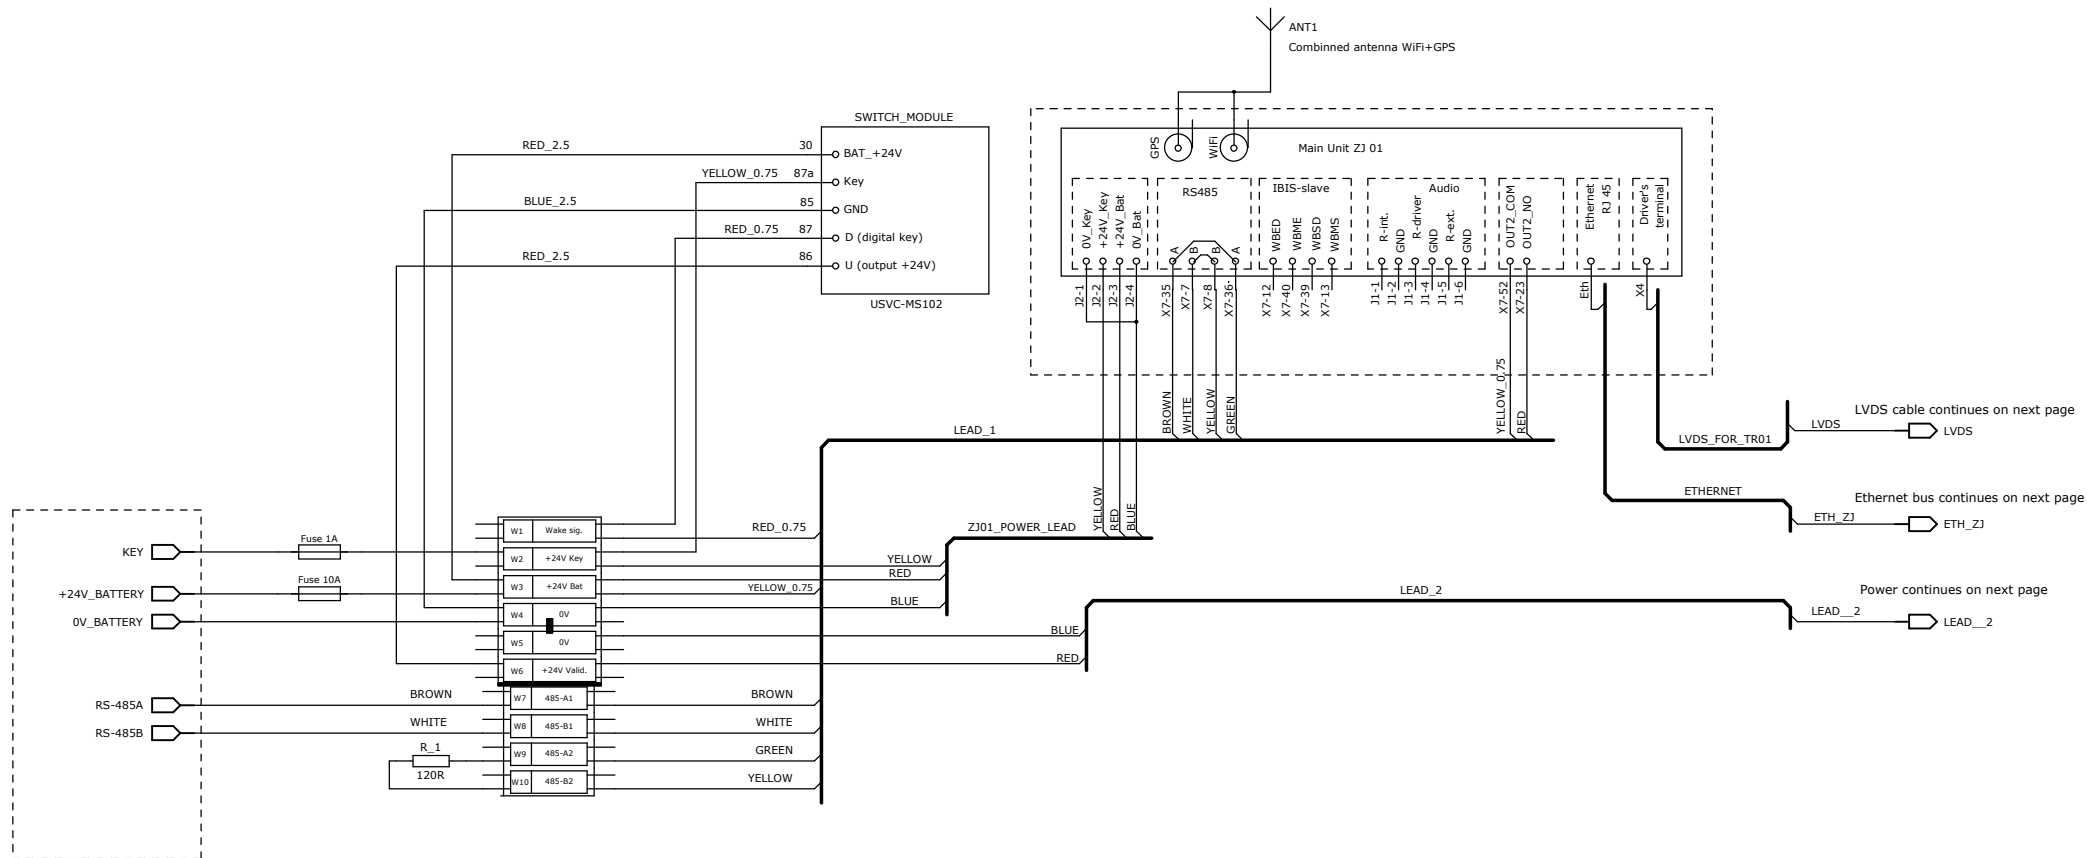 ANT1
Combinned antenna WiFi+GPS
SWITCH_MODULE
RED_2.5
30
BAT_+24V
YELLOW_0.75
87a
Key
BLUE_2.5
85
GND
RED_0.75
87
D (digital key)
RED_2.5
86
U (output +24V)
USVC-MS102
GPS
WiFi
Main Unit ZJ 01
0V_Key
+24V_Key
+24V_Bat
0V_Bat
RS485
A
B
B
A
IBIS-slave
WBED
WBME
WBSD
WBMS
Audio
R-int.
GND
R-driver
GND
R-ext.
GND
OUT2_COM
OUT2_NO
Ethernet
RJ 45
Driver's
terminal
J2-1
J2-2
J2-3
J2-4
X7-35
X7-7
X7-8
X7-36
X7-12
X7-40
X7-39
X7-13
J1-1
J1-2
J1-3
J1-4
J1-5
J1-6
X7-52
X7-23
Eth
X4
BROWN
WHITE
YELLOW
GREEN
YELLOW_0.75
RED
LEAD_1
LVDS cable continues on next page
LVDS
LVDS
LVDS_FOR_TR01
ETHERNET
Ethernet bus continues on next page
ETH_ZJ
ETH_ZJ
YELLOW
RED
BLUE
ZJ01_POWER_LEAD
KEY
Fuse 1A
+24V_BATTERY
Fuse 10A
0V_BATTERY
W1
Wake sig.
RED_0.75
W2
+24V Key
YELLOW
RED
W3
+24V Bat
YELLOW_0.75
BLUE
W4
0V
W5
0V
BLUE
W6
+24V Valid.
RED
LEAD_2
Power continues on next page
LEAD__2
LEAD__2
RS-485A
BROWN
W7
485-A1
BROWN
RS-485B
WHITE
W8
485-B1
WHITE
R_1
120R
W9
485-A2
GREEN
W10
485-B2
YELLOW